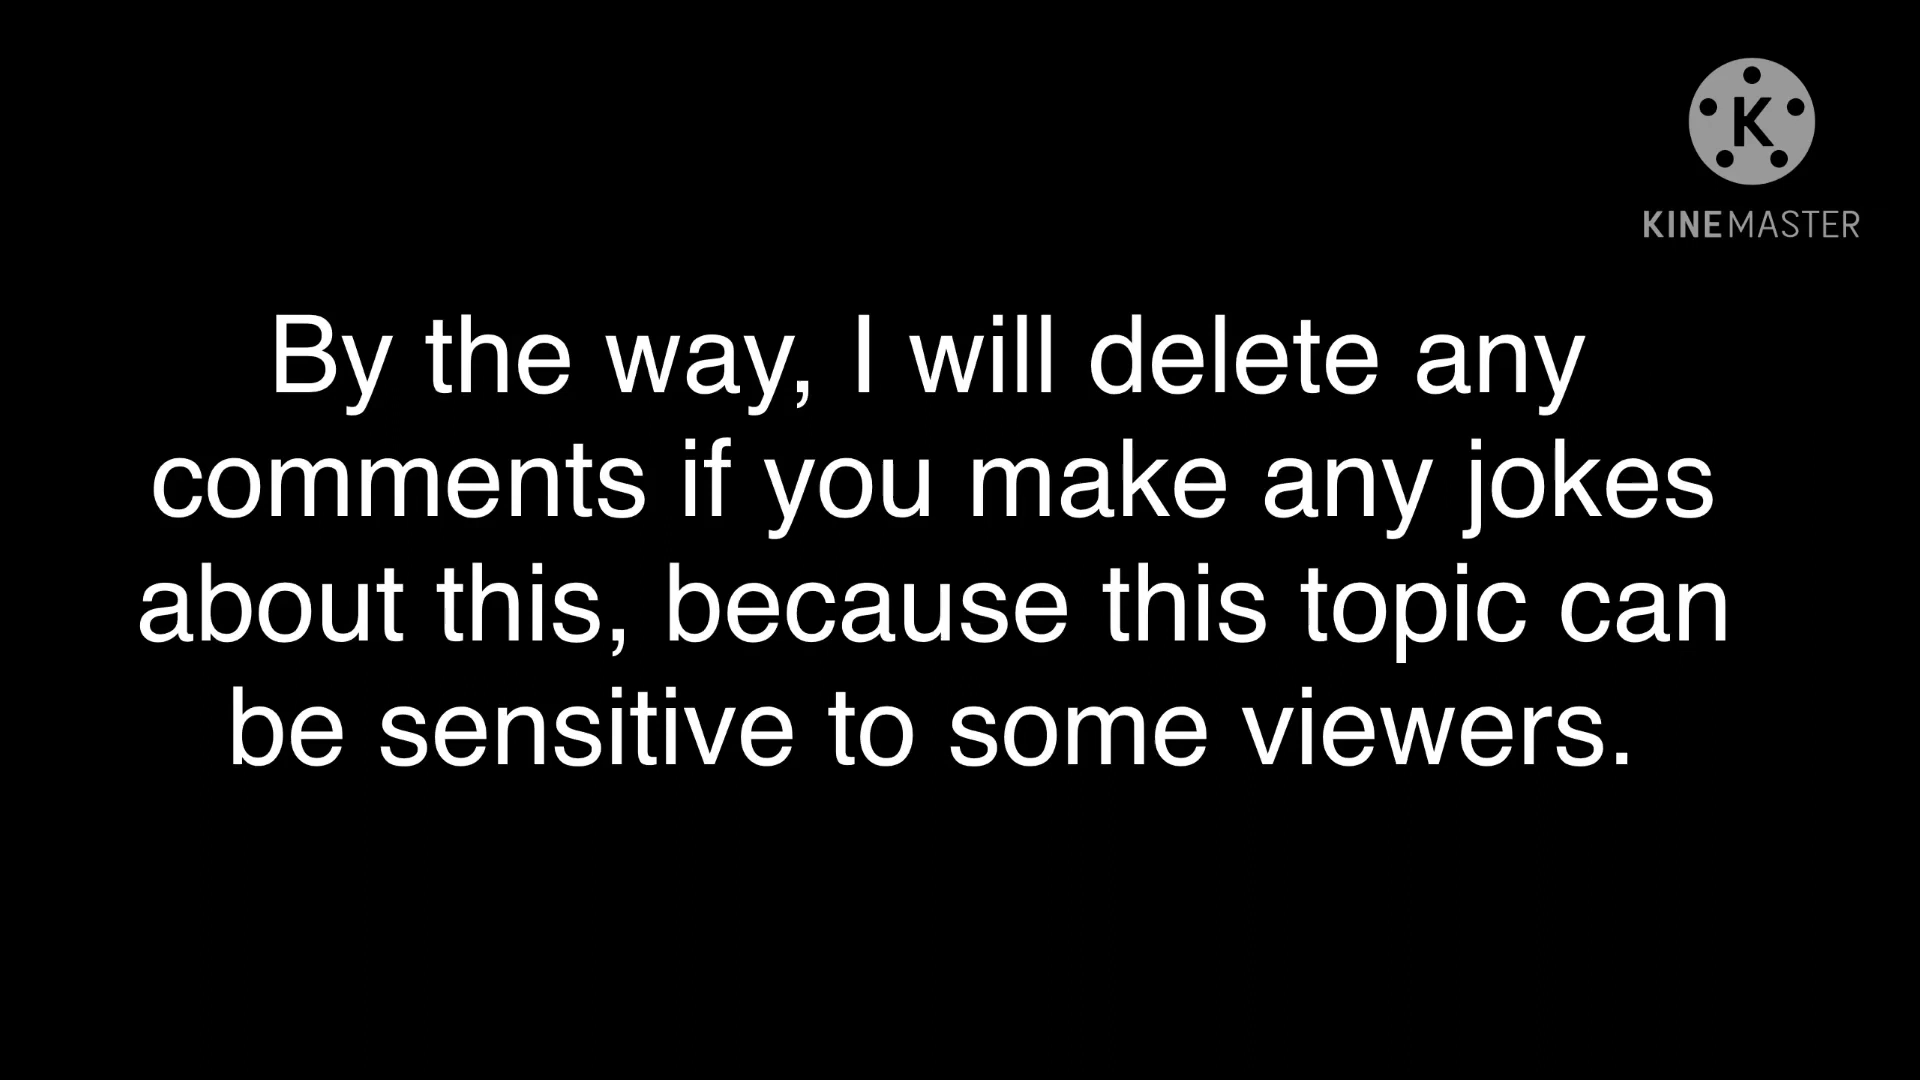 K
KINEMASTER
By the way, I will delete any
comments if you make any jokes
about this, because this topic can
be sensitive to some viewers.